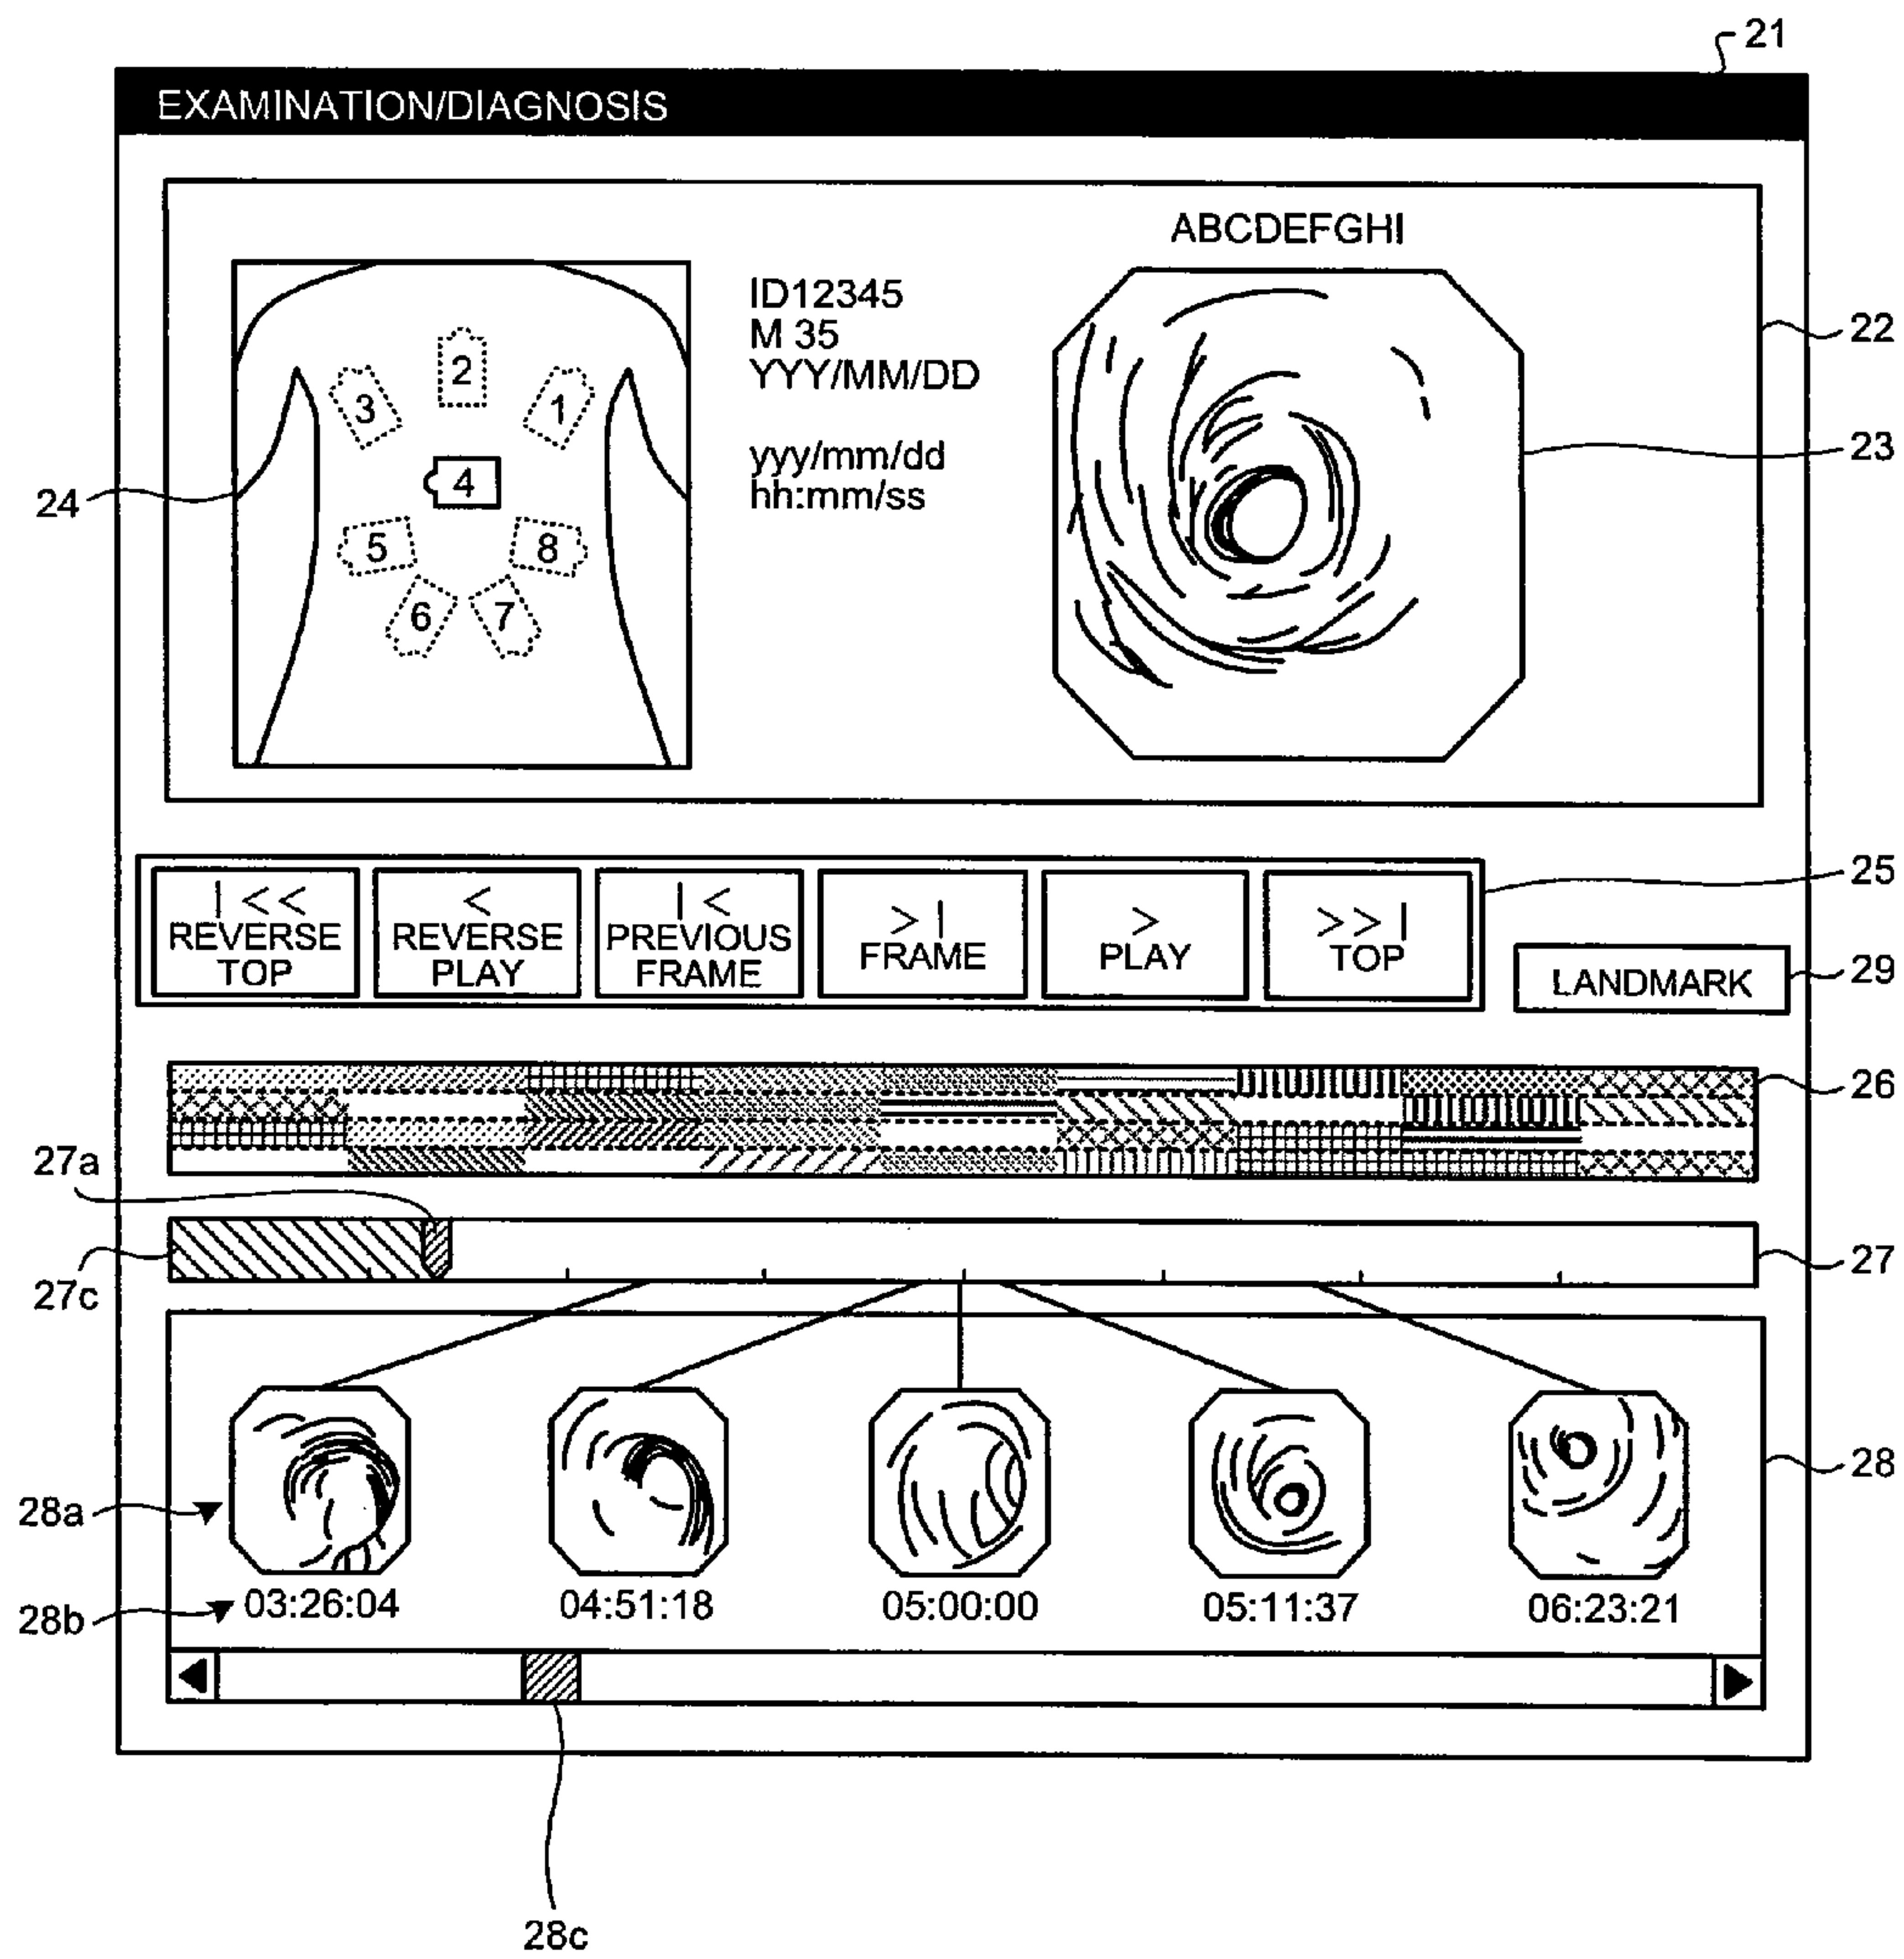 21
EXAMINATION/DIAGNOSIS
ABCDEFGHI
ID12345
M 35
YYY/MM/DD
yyy/mm/dd
hh:mm/ss
22
2
3
1
4
23
24
5
8
6
7
25
|<<
REVERSE
TOP
<
REVERSE
PLAY
|<
PREVIOUS
FRAME
>|
FRAME
>
PLAY
>>|
TOP
LANDMARK
29
26
27a
27
27c
28
28a
28b
03:26:04
04:51:18
05:00:00
05:11:37
06:23:21
28c